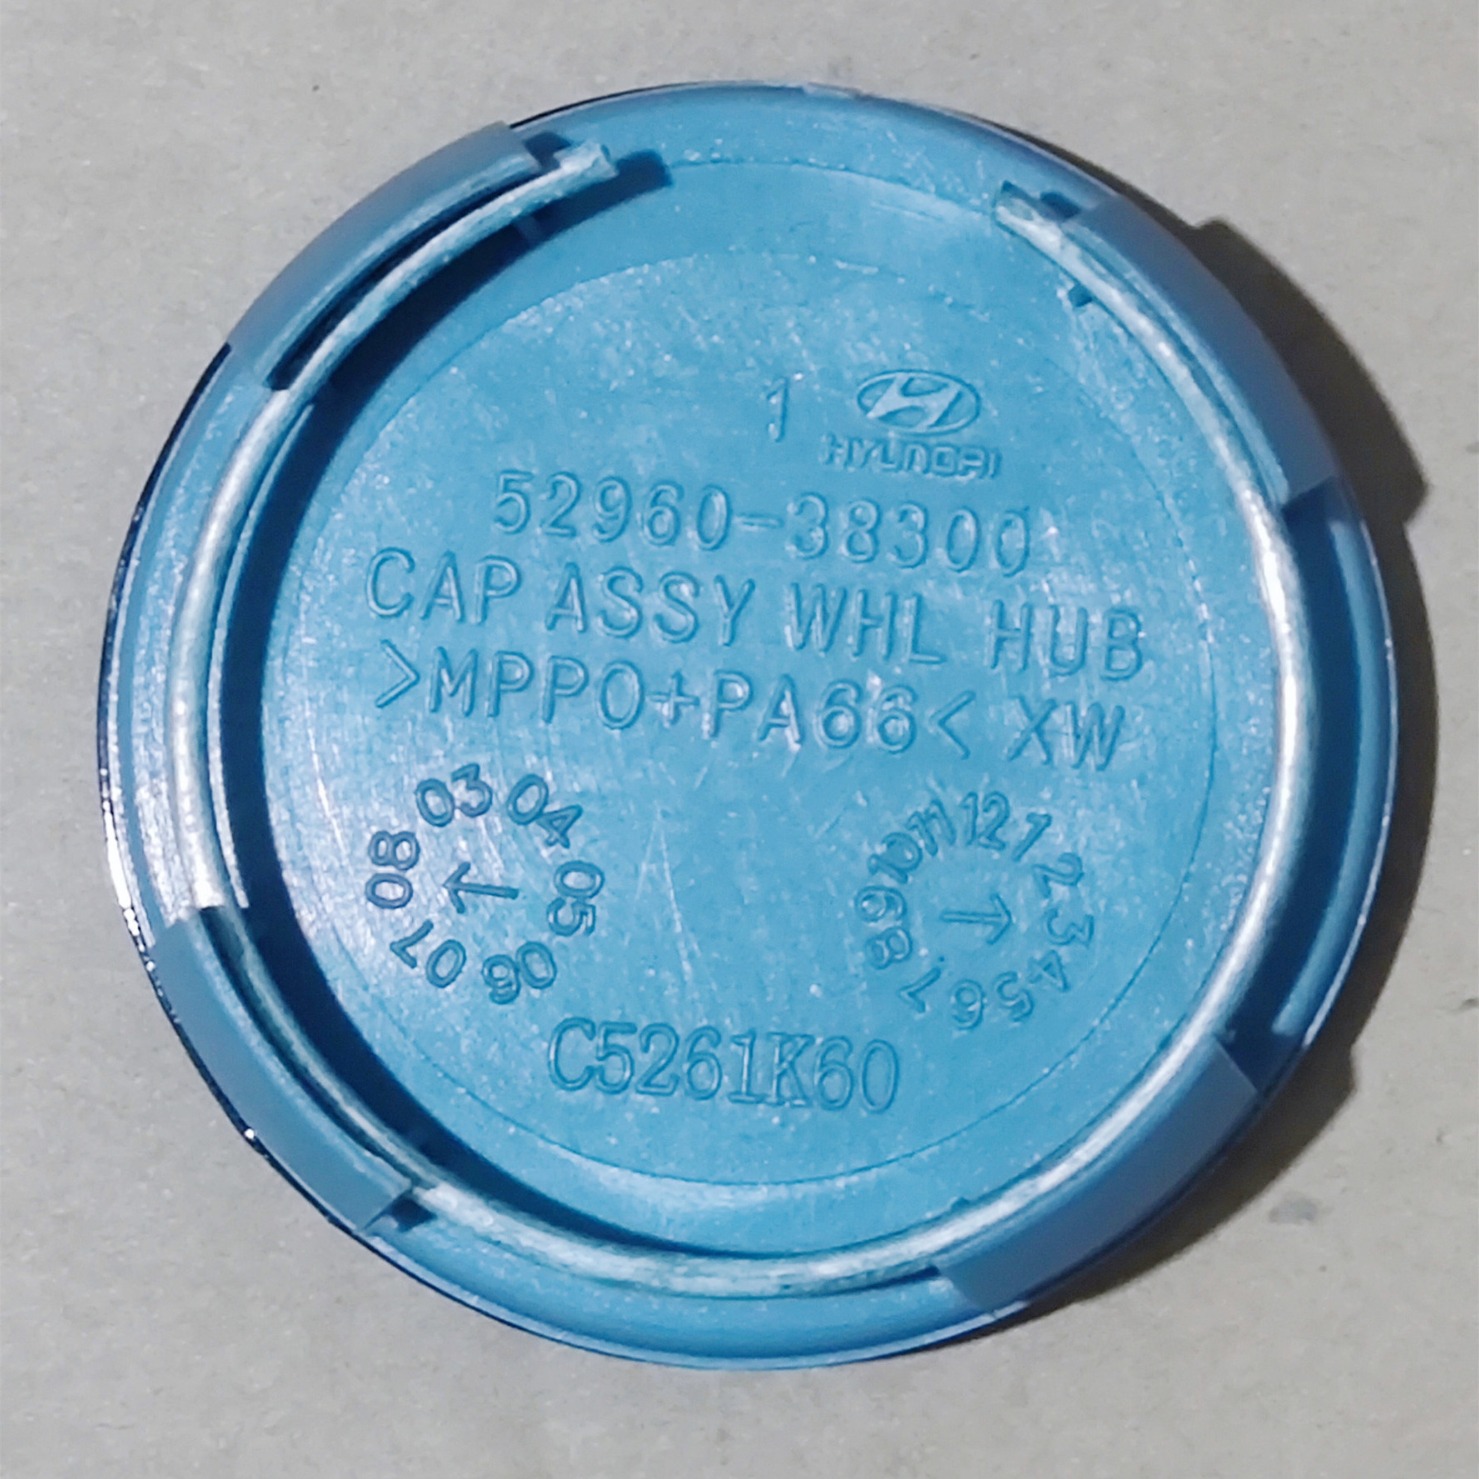 1 HYUNDAI
52960-38300
CAP ASSY WHL HUB
>MPPO+PA66< XW
03 04 05 06 07 08
12 1 2 3 4 5 6 7 8 9 10 11
C5261K60